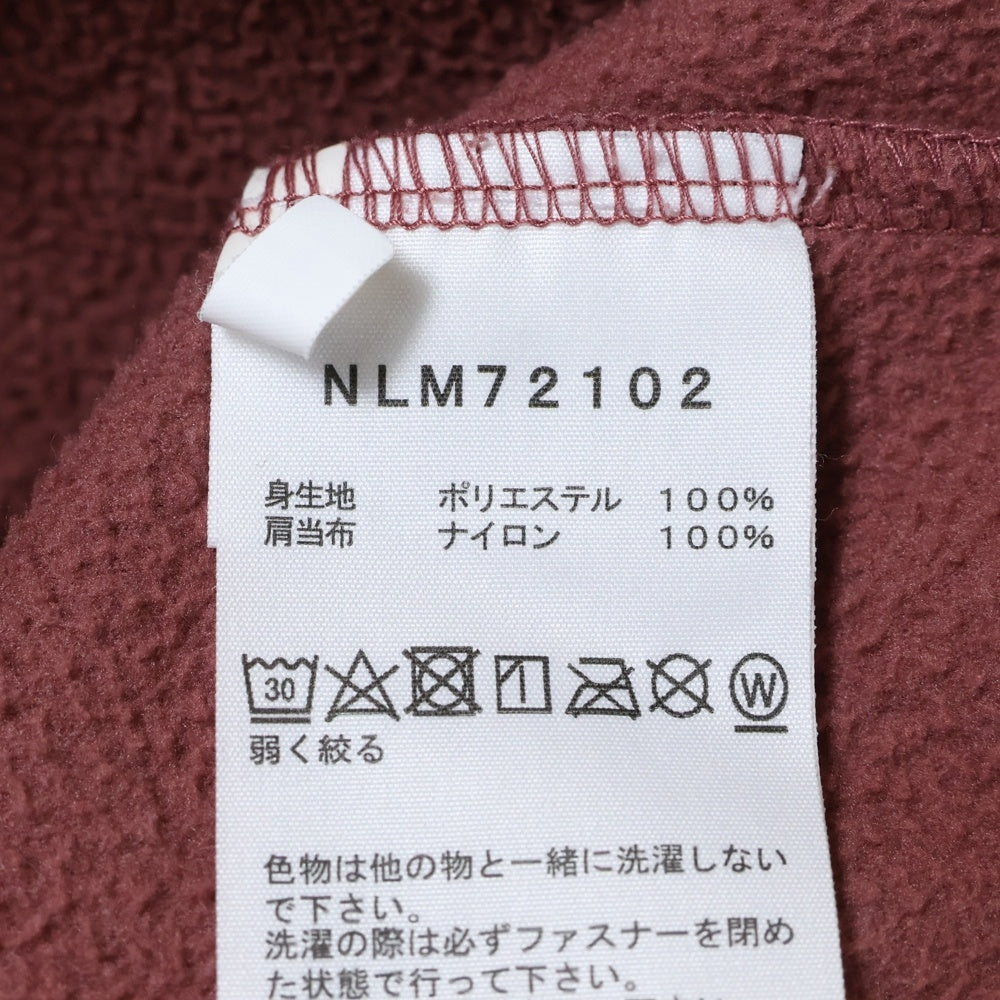 NLM72102
身生地 ポリエステル 100%
肩当布 ナイロン 100%
30 W
弱く絞る
色物は他の物と一緒に洗濯しない
で下さい。
洗濯の際は必ずファスナーを閉め
た状態で行って下さい。